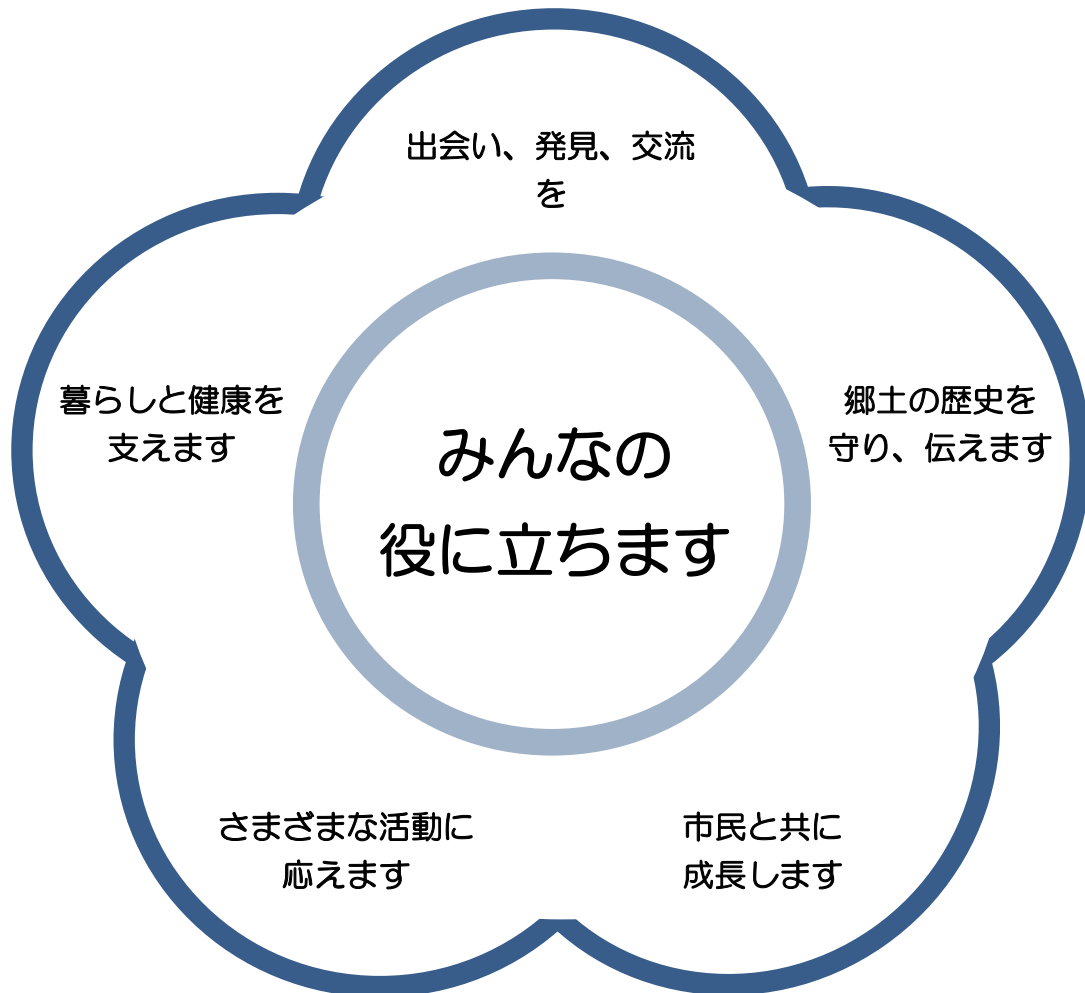 出会い、発見、交流
を
暮らしと健康を
支えます
郷土の歴史を
守り、伝えます
みんなの
役に立ちます
さまざまな活動に
応えます
市民と共に
成長します